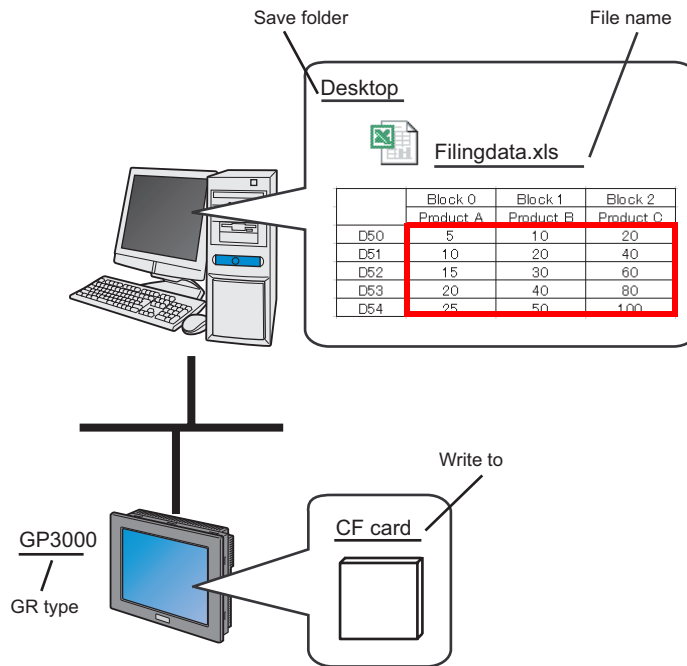 Save folder
File name
Desktop
Filingdata.xls
Block 0 Block 1 Block 2
Product A Product B Product C
D50 5 10 20
D51 10 20 40
D52 15 30 60
D53 20 40 80
D54 25 50 100
Write to
CF card
GP3000
GR type